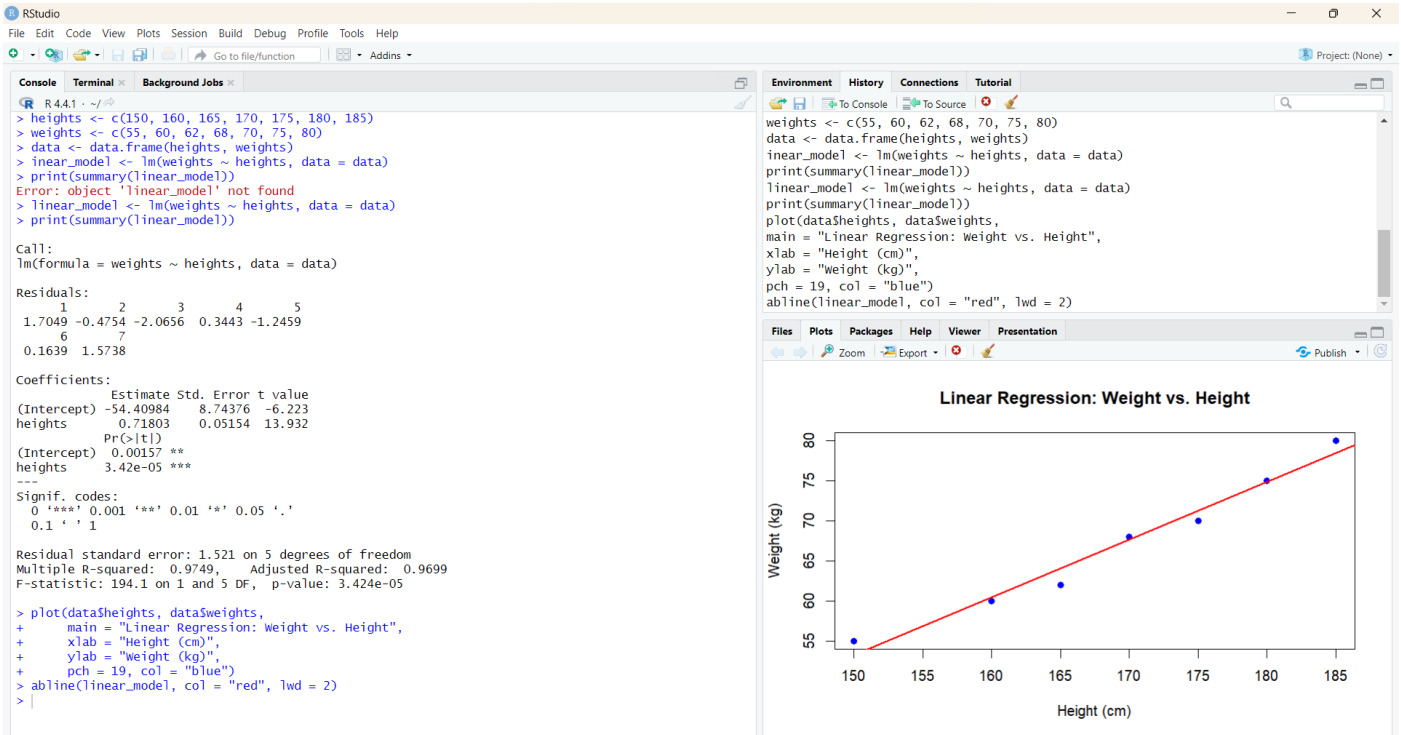 RStudio
File Edit Code View Plots Session Build Debug Profile Tools Help
Go to file/function Addins Project: (None)
Console Terminal Background Jobs
R 4.4.1 · ~/
> heights <- c(150, 160, 165, 170, 175, 180, 185)
> weights <- c(55, 60, 62, 68, 70, 75, 80)
> data <- data.frame(heights, weights)
> inear_model <- lm(weights ~ heights, data = data)
> print(summary(linear_model))
Error: object 'linear_model' not found
> linear_model <- lm(weights ~ heights, data = data)
> print(summary(linear_model))
Call:
lm(formula = weights ~ heights, data = data)
Residuals:
      1       2       3       4       5
 1.7049 -0.4754 -2.0656  0.3443 -1.2459
      6       7
 0.1639  1.5738
Coefficients:
             Estimate Std. Error t value
(Intercept) -54.40984    8.74376  -6.223
heights       0.71803    0.05154  13.932
            Pr(>|t|)
(Intercept)  0.00157 **
heights     3.42e-05 ***
---
Signif. codes:
  0 ‘***’ 0.001 ‘**’ 0.01 ‘*’ 0.05 ‘.’
  0.1 ‘ ’ 1
Residual standard error: 1.521 on 5 degrees of freedom
Multiple R-squared:  0.9749,    Adjusted R-squared:  0.9699
F-statistic: 194.1 on 1 and 5 DF,  p-value: 3.424e-05
> plot(data$heights, data$weights,
+      main = "Linear Regression: Weight vs. Height",
+      xlab = "Height (cm)",
+      ylab = "Weight (kg)",
+      pch = 19, col = "blue")
> abline(linear_model, col = "red", lwd = 2)
>
Environment History Connections Tutorial
To Console To Source
weights <- c(55, 60, 62, 68, 70, 75, 80)
data <- data.frame(heights, weights)
inear_model <- lm(weights ~ heights, data = data)
print(summary(linear_model))
linear_model <- lm(weights ~ heights, data = data)
print(summary(linear_model))
plot(data$heights, data$weights,
main = "Linear Regression: Weight vs. Height",
xlab = "Height (cm)",
ylab = "Weight (kg)",
pch = 19, col = "blue")
abline(linear_model, col = "red", lwd = 2)
Files Plots Packages Help Viewer Presentation
Zoom Export Publish
Linear Regression: Weight vs. Height
Weight (kg)
80
75
70
65
60
55
150 155 160 165 170 175 180 185
Height (cm)